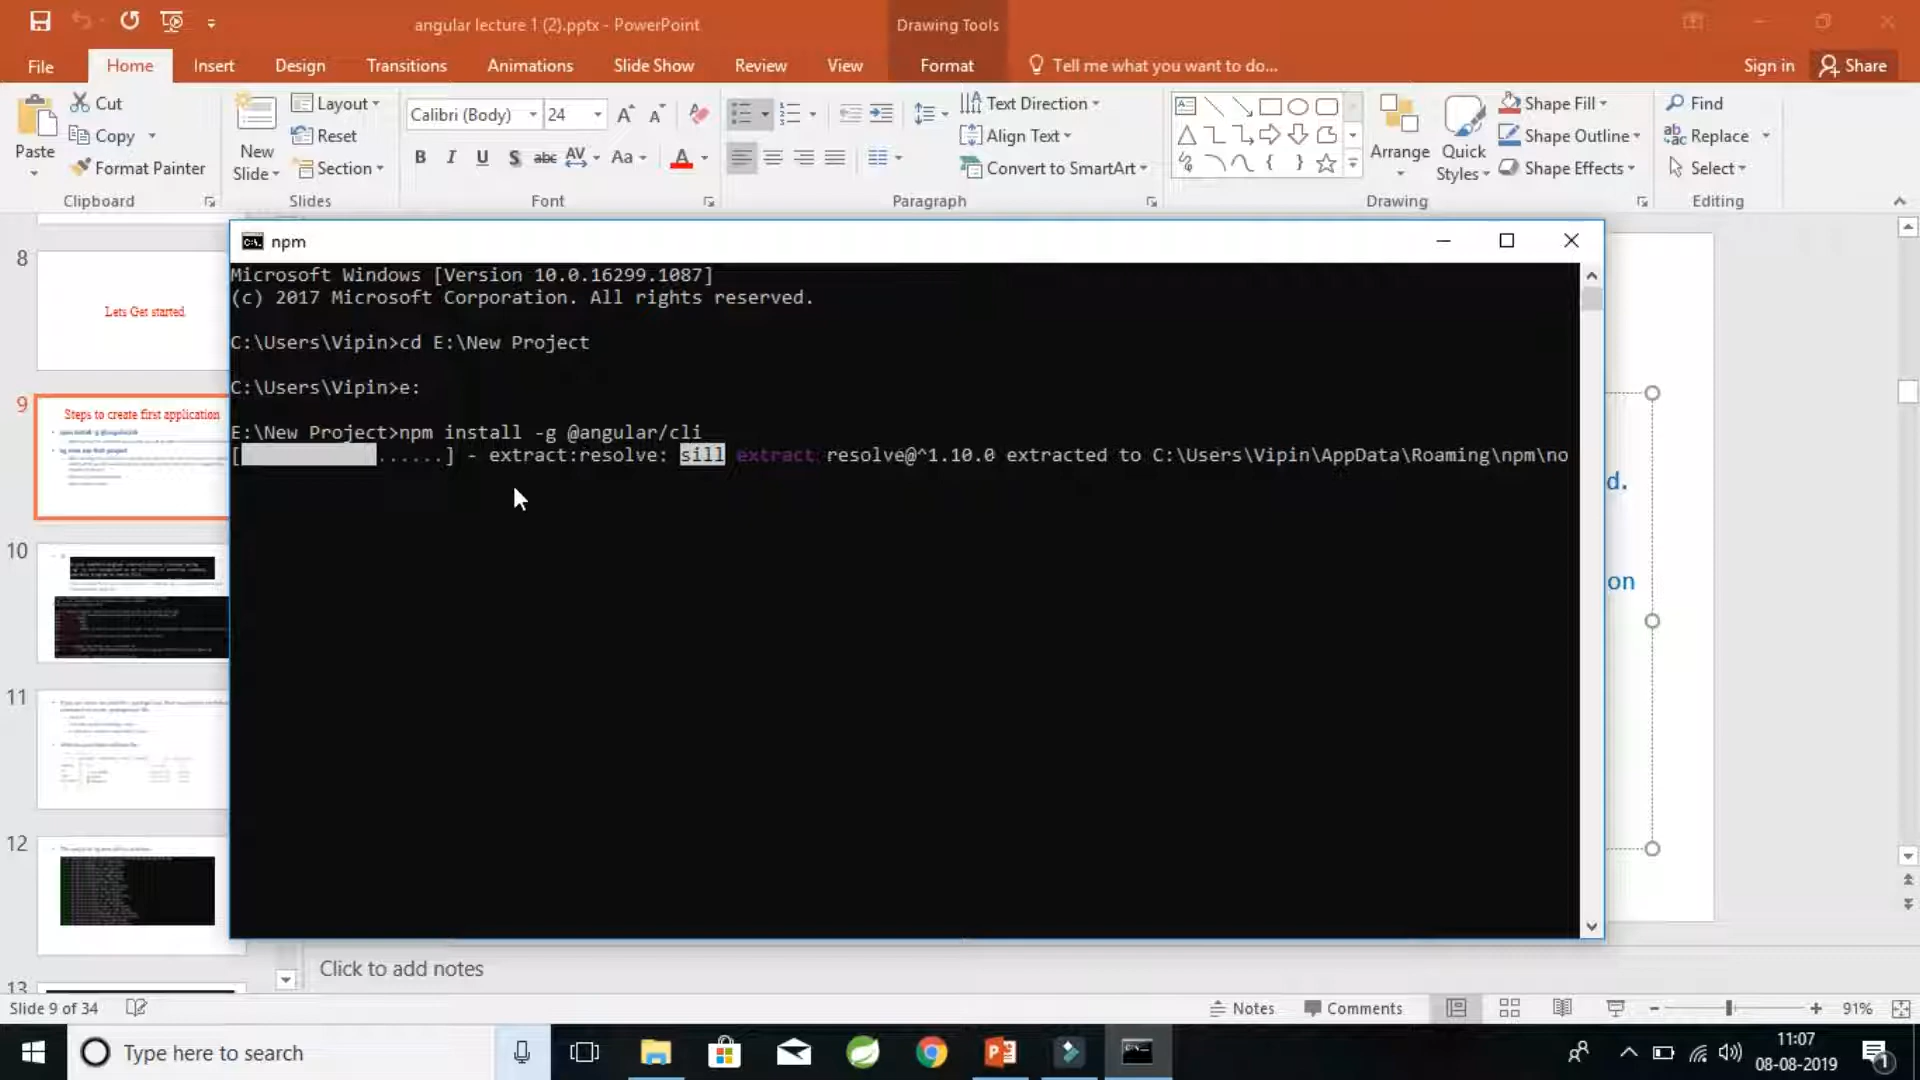 angular lecture 1 (2).pptx - PowerPoint
Drawing Tools
File Home Insert Design Transitions Animations Slide Show Review View Format Tell me what you want to do... Sign in Share
Paste
Cut
Copy
Format Painter
Clipboard
New Slide
Layout
Reset
Section
Slides
Calibri (Body) 24
B I U S abc AV Aa A
Font
Text Direction
Align Text
Convert to SmartArt
Paragraph
Arrange
Quick Styles
Shape Fill
Shape Outline
Shape Effects
Drawing
Find
Replace
Select
Editing
8
Lets Get started
9
Steps to create first application
10
11
12
13
npm
Microsoft Windows [Version 10.0.16299.1087]
(c) 2017 Microsoft Corporation. All rights reserved.
C:\Users\Vipin>cd E:\New Project
C:\Users\Vipin>e:
E:\New Project>npm install -g @angular/cli
[ ......] - extract:resolve: sill extract resolve@^1.10.0 extracted to C:\Users\Vipin\AppData\Roaming\npm\no
d.
on
Click to add notes
Slide 9 of 34
Notes Comments 91%
Type here to search
11:07
08-08-2019
1